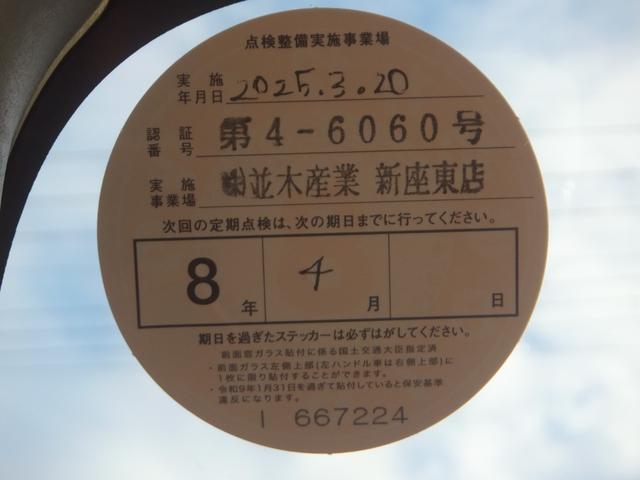 点検整備実施事業場
実施年月日 2025.3.20
認証番号 第4-6060号
実施事業場 ㈱並木産業 新座東店
次回の定期点検は、次の期日までに行ってください。
8年 4月 日
期日を過ぎたステッカーは必ずはがしてください。
前面窓ガラス貼付に係る国土交通大臣指定済
・前面ガラス左側上部(左ハンドル車は右側上部)に
1枚に限り貼付することができます。
・令和9年1月31日を過ぎて貼付していると保安基準
違反になります。
I 667224